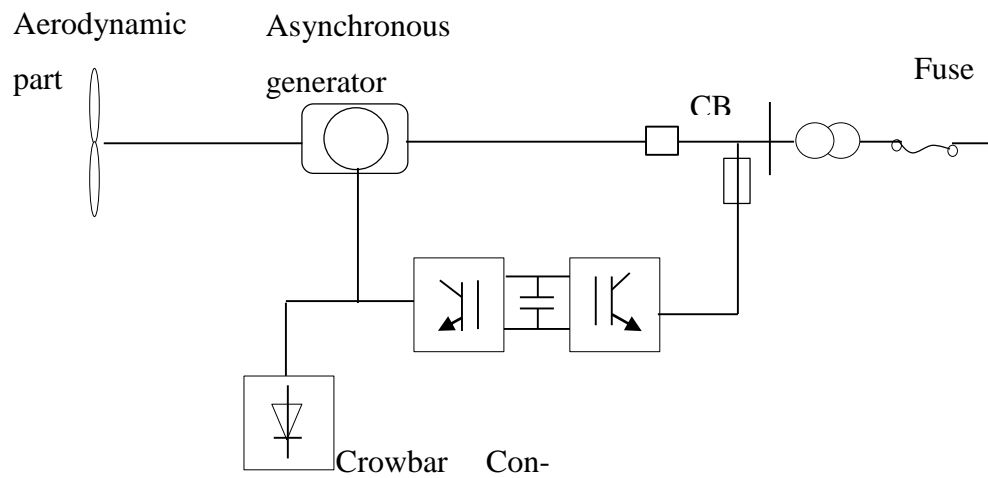 Aerodynamic
part
Asynchronous
generator
CB
Fuse
Crowbar Con-